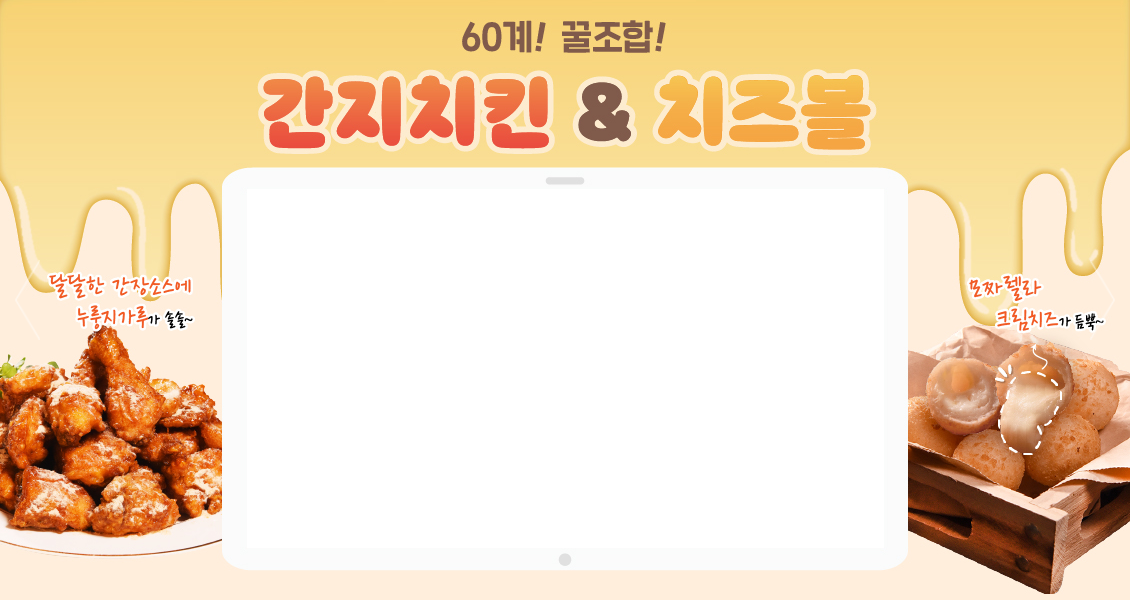 60계! 꿀조합!
간지치킨 & 치즈볼
달달한 간장소스에
누룽지가루가 솔솔~
모짜렐라
크림치즈가 듬뿍~